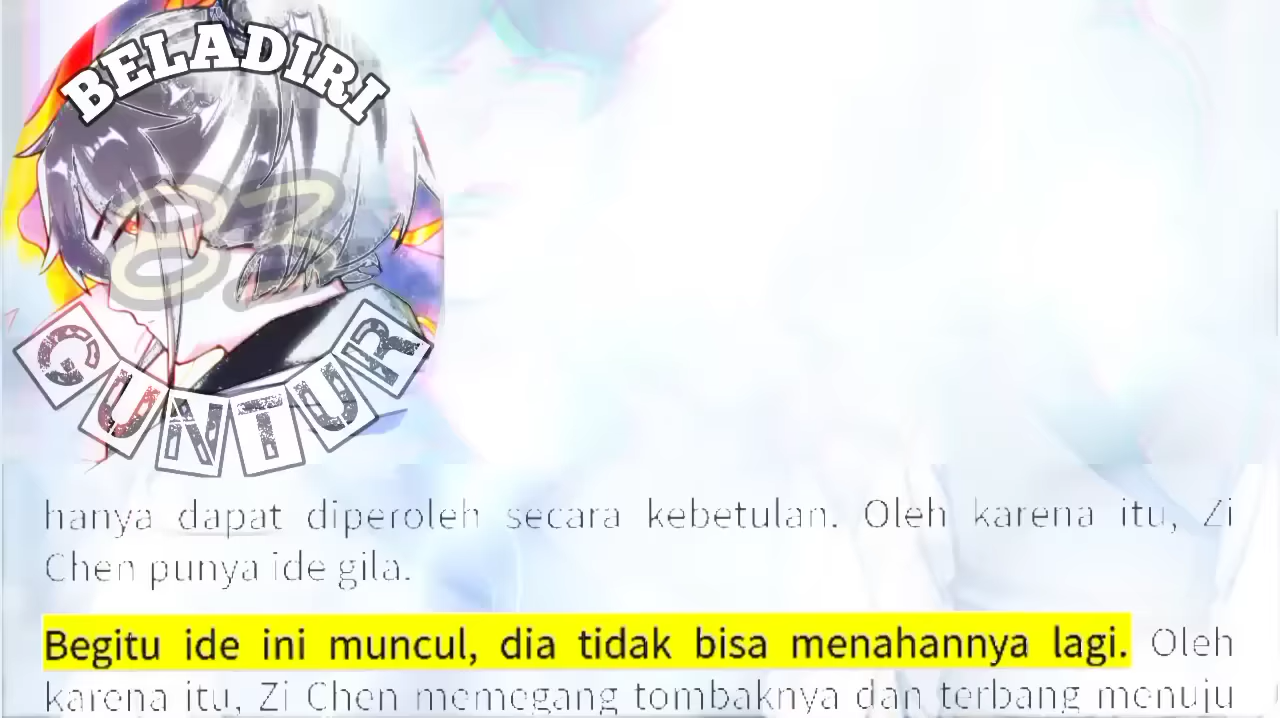 BELADIRI
83
GUNTUR
hanya dapat diperoleh secara kebetulan. Oleh karena itu, Zi
Chen punya ide gila.
Begitu ide ini muncul, dia tidak bisa menahannya lagi. Oleh
karena itu, Zi Chen memegang tombaknya dan terbang menuju